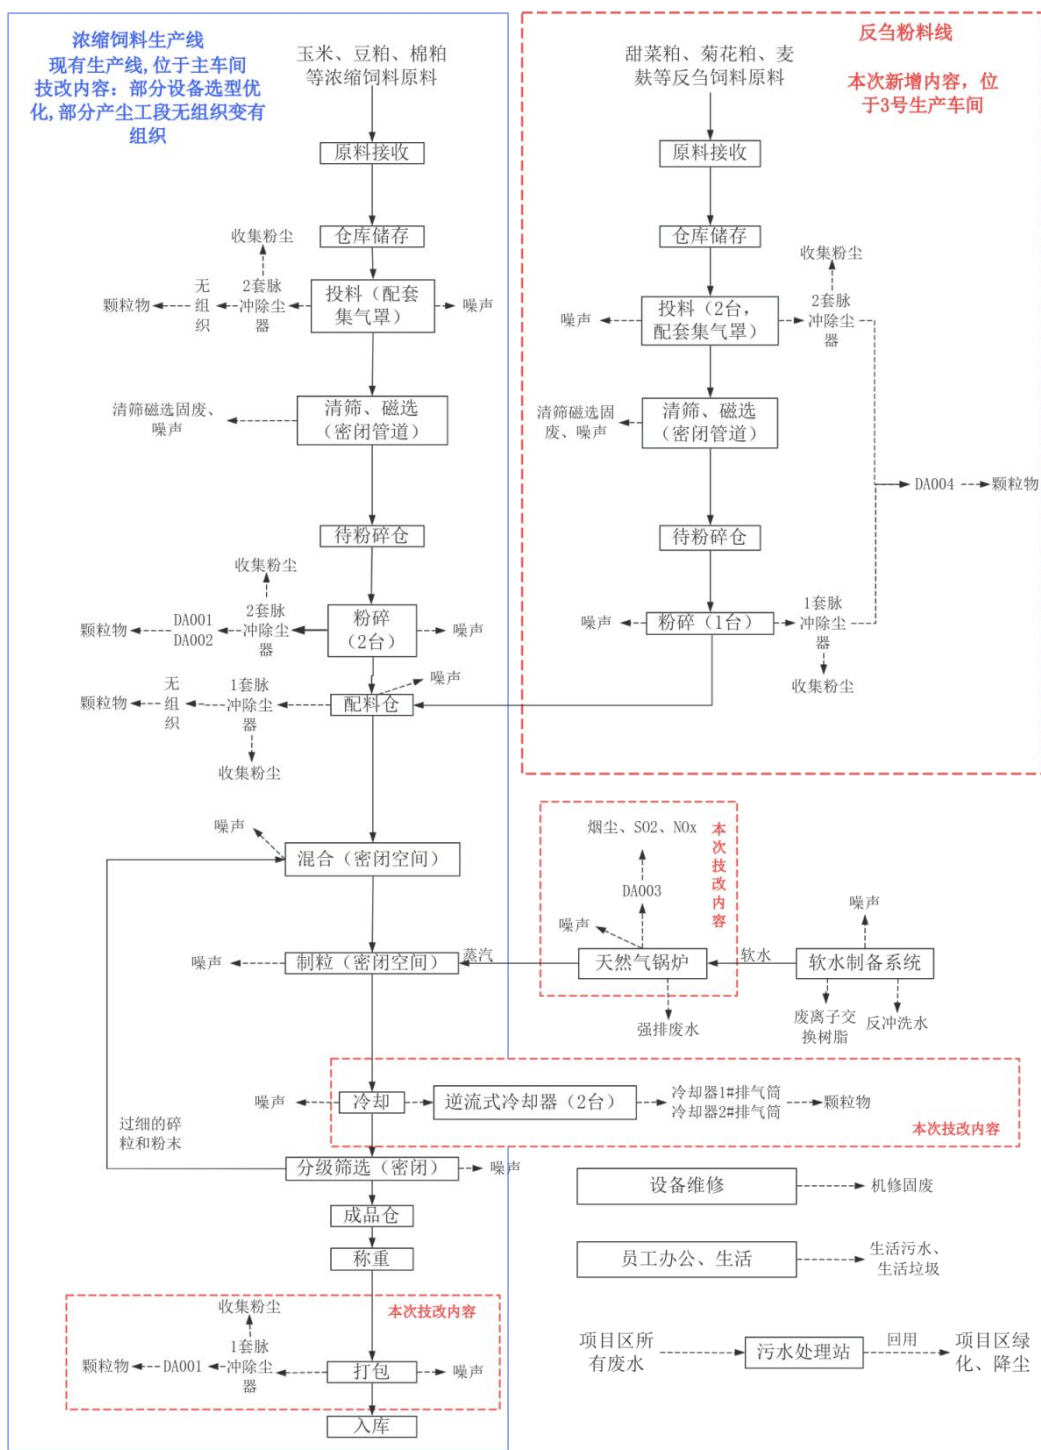 浓缩饲料生产线
现有生产线,位于主车间
技改内容：部分设备选型优
化,部分产尘工段无组织变有
组织
玉米、豆粕、棉粕
等浓缩饲料原料
原料接收
仓库储存
收集粉尘
颗粒物
无
组
织
2套脉
冲除尘
器
投料（配套
集气罩）
噪声
清筛磁选固废、
噪声
清筛、磁选
（密闭管道）
待粉碎仓
收集粉尘
颗粒物
DA001
DA002
2套脉
冲除尘
器
粉碎
（2台）
噪声
噪声
颗粒物
无
组
织
1套脉
冲除尘
器
配料仓
收集粉尘
噪声
混合（密闭空间）
噪声
制粒（密闭空间）
蒸汽
噪声
冷却
逆流式冷却器（2台）
冷却器1#排气筒
冷却器2#排气筒
颗粒物
本次技改内容
过细的碎
粒和粉末
分级筛选（密闭）
噪声
成品仓
称重
本次技改内容
收集粉尘
颗粒物
DA001
1套脉
冲除尘
器
打包
噪声
入库
反刍粉料线
本次新增内容，位
于3号生产车间
甜菜粕、菊花粕、麦
麸等反刍饲料原料
原料接收
仓库储存
收集粉尘
噪声
投料（2台，
配套集气罩）
2套脉
冲除尘
器
清筛磁选固
废、噪声
清筛、磁选
（密闭管道）
DA004
颗粒物
待粉碎仓
噪声
粉碎（1台）
1套脉
冲除尘
器
收集粉尘
烟尘、SO2、NOx
本
次
技
改
内
容
DA003
噪声
天然气锅炉
软水
强排废水
噪声
软水制备系统
废离子交
换树脂
反冲洗水
设备维修
机修固废
员工办公、生活
生活污水、
生活垃圾
项目区所
有废水
污水处理站
回用
项目区绿
化、降尘